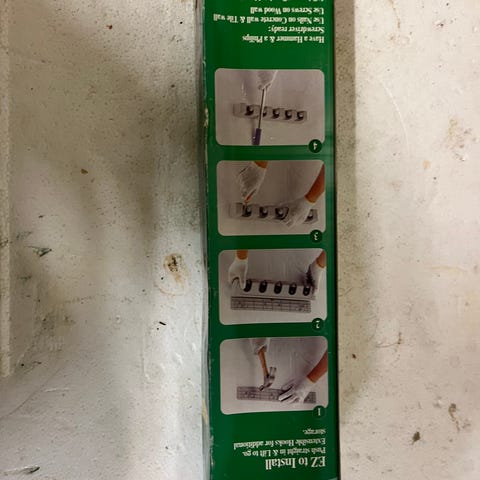 EZ to Install
Push straight in & Lift to go.
Extensible Hooks for additional
storage.
1
2
3
4
Have a Hammer & a Philips
Screwdriver ready:
Use Nails on Concrete wall & Tile wall
Use Screws on Wood wall